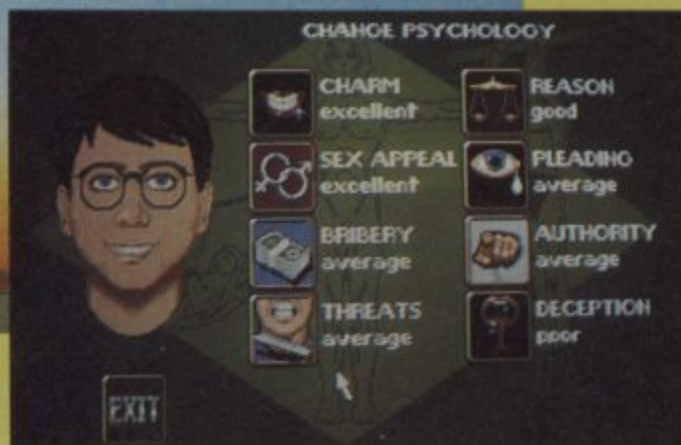 CHANGE PSYCHOLOGY
CHARM
excellent
REASON
good
SEX APPEAL
excellent
PLEADING
average
BRIBERY
average
AUTHORITY
average
THREATS
average
DECEPTION
poor
EXIT